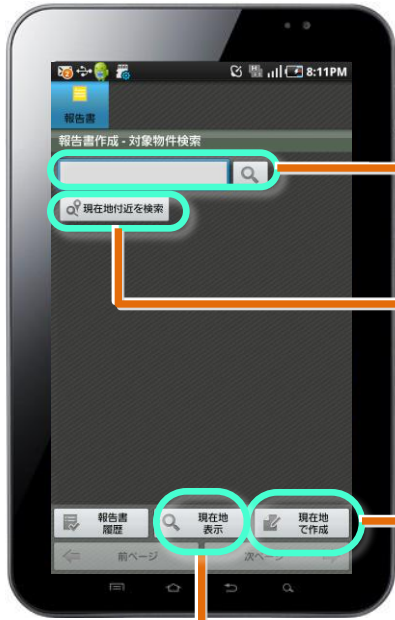 8:11PM
報告書
報告書作成 - 対象物件検索
現在地付近を検索
報告書
履歴
現在地
表示
現在地
で作成
前ページ
次ページ